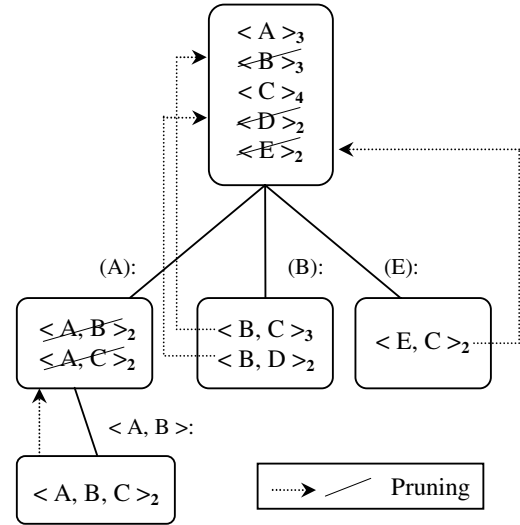 < A >3
< B >3
< C >4
< D >2
< E >2
(A):
(B):
(E):
< A, B >2
< A, C >2
< B, C >3
< B, D >2
< E, C >2
< A, B >:
< A, B, C >2
Pruning